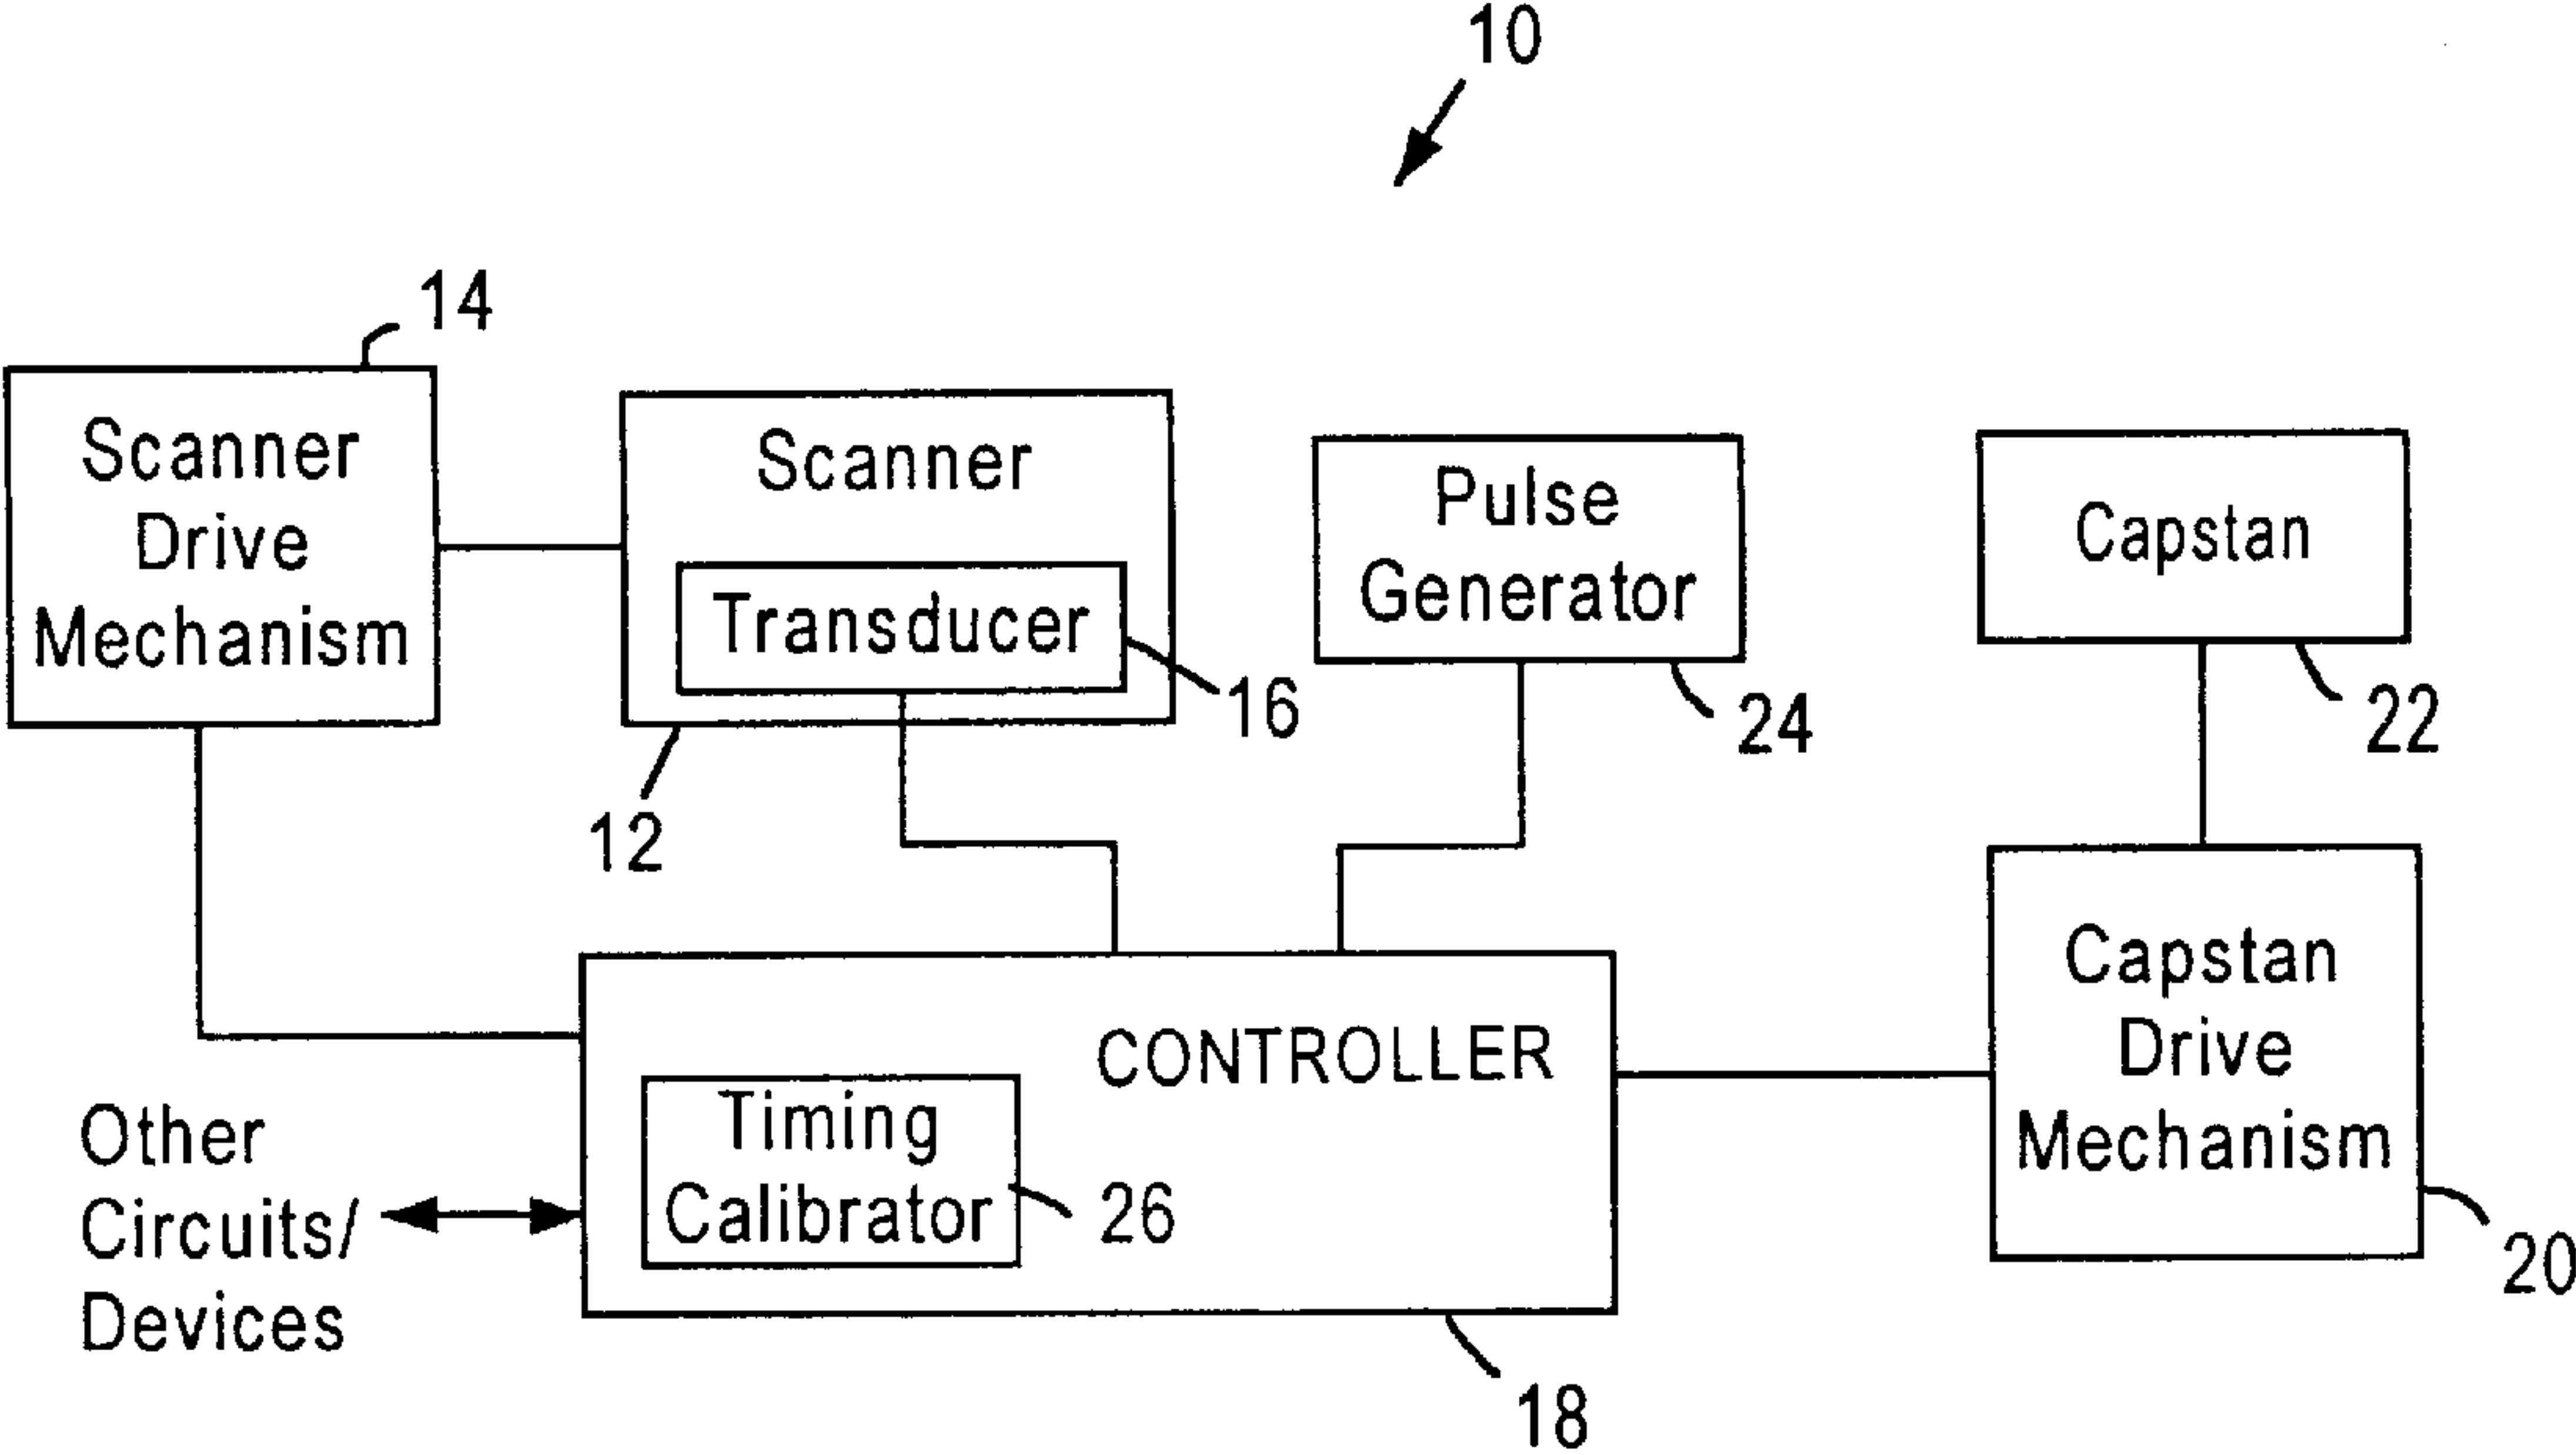 10
14
Scanner
Drive
Mechanism
Scanner
Transducer
16
12
Pulse
Generator
24
Capstan
22
Capstan
Drive
Mechanism
20
CONTROLLER
Timing
Calibrator
26
18
Other
Circuits/
Devices